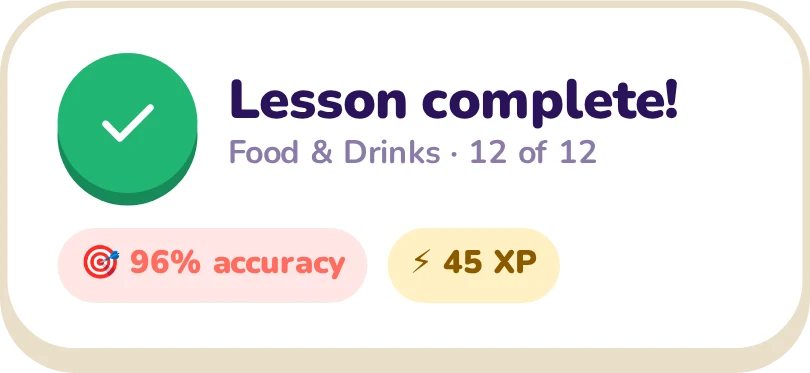 Lesson complete!
Food & Drinks · 12 of 12
🎯 96% accuracy
⚡ 45 XP